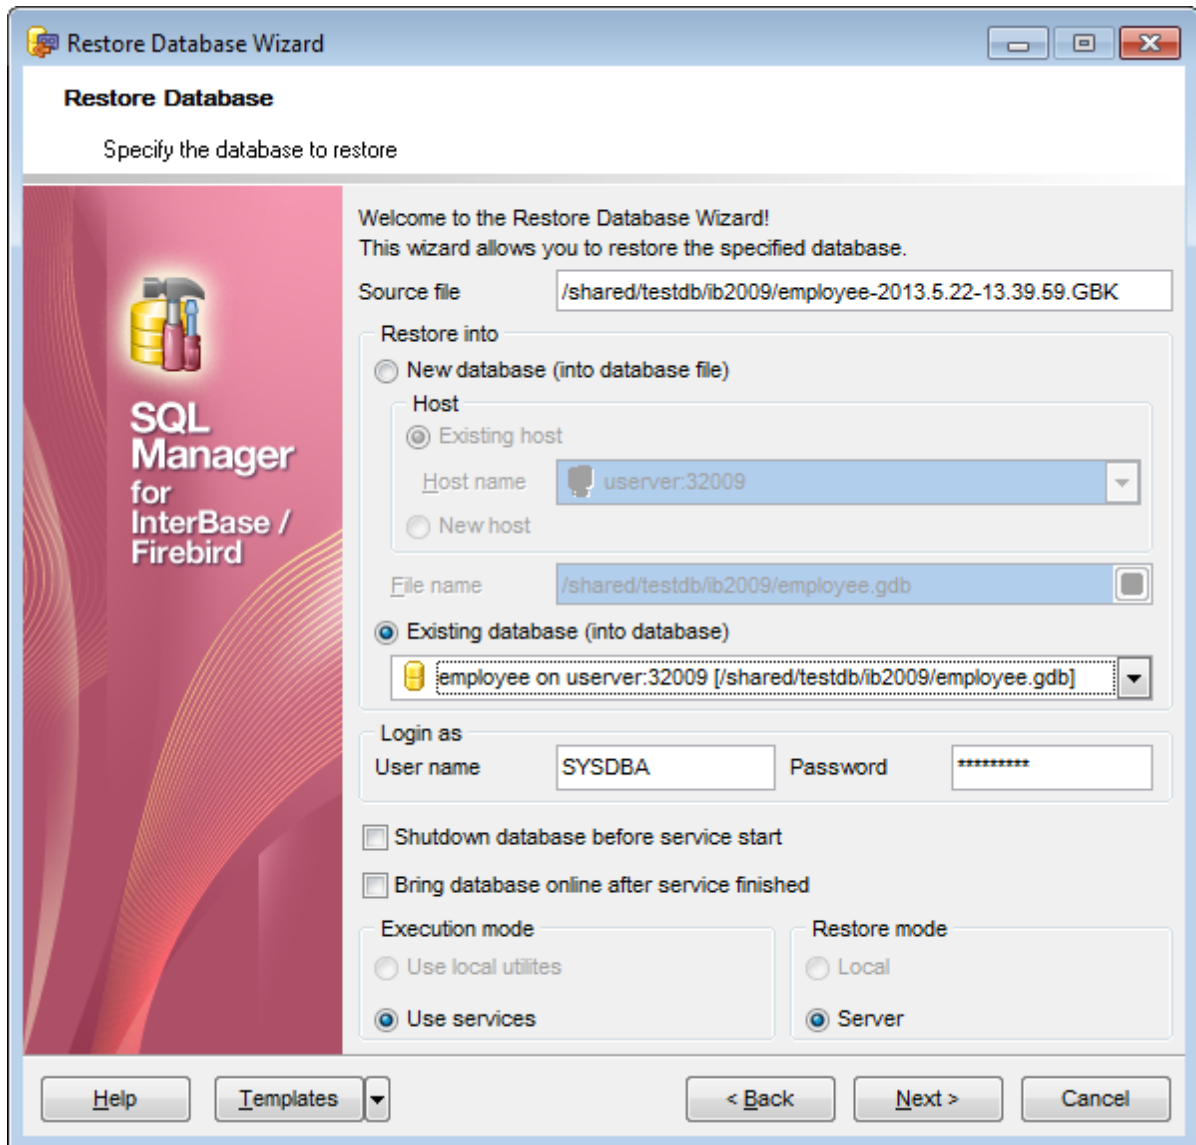 Restore Database Wizard
Restore Database
Specify the database to restore
SQL
Manager
for
InterBase /
Firebird
Welcome to the Restore Database Wizard!
This wizard allows you to restore the specified database.
Source file /shared/testdb/ib2009/employee-2013.5.22-13.39.59.GBK
Restore into
New database (into database file)
Host
Existing host
Host name userver:32009
New host
File name /shared/testdb/ib2009/employee.gdb
Existing database (into database)
employee on userver:32009 [/shared/testdb/ib2009/employee.gdb]
Login as
User name SYSDBA Password *********
Shutdown database before service start
Bring database online after service finished
Execution mode Restore mode
Use local utilites Local
Use services Server
Help Templates < Back Next > Cancel